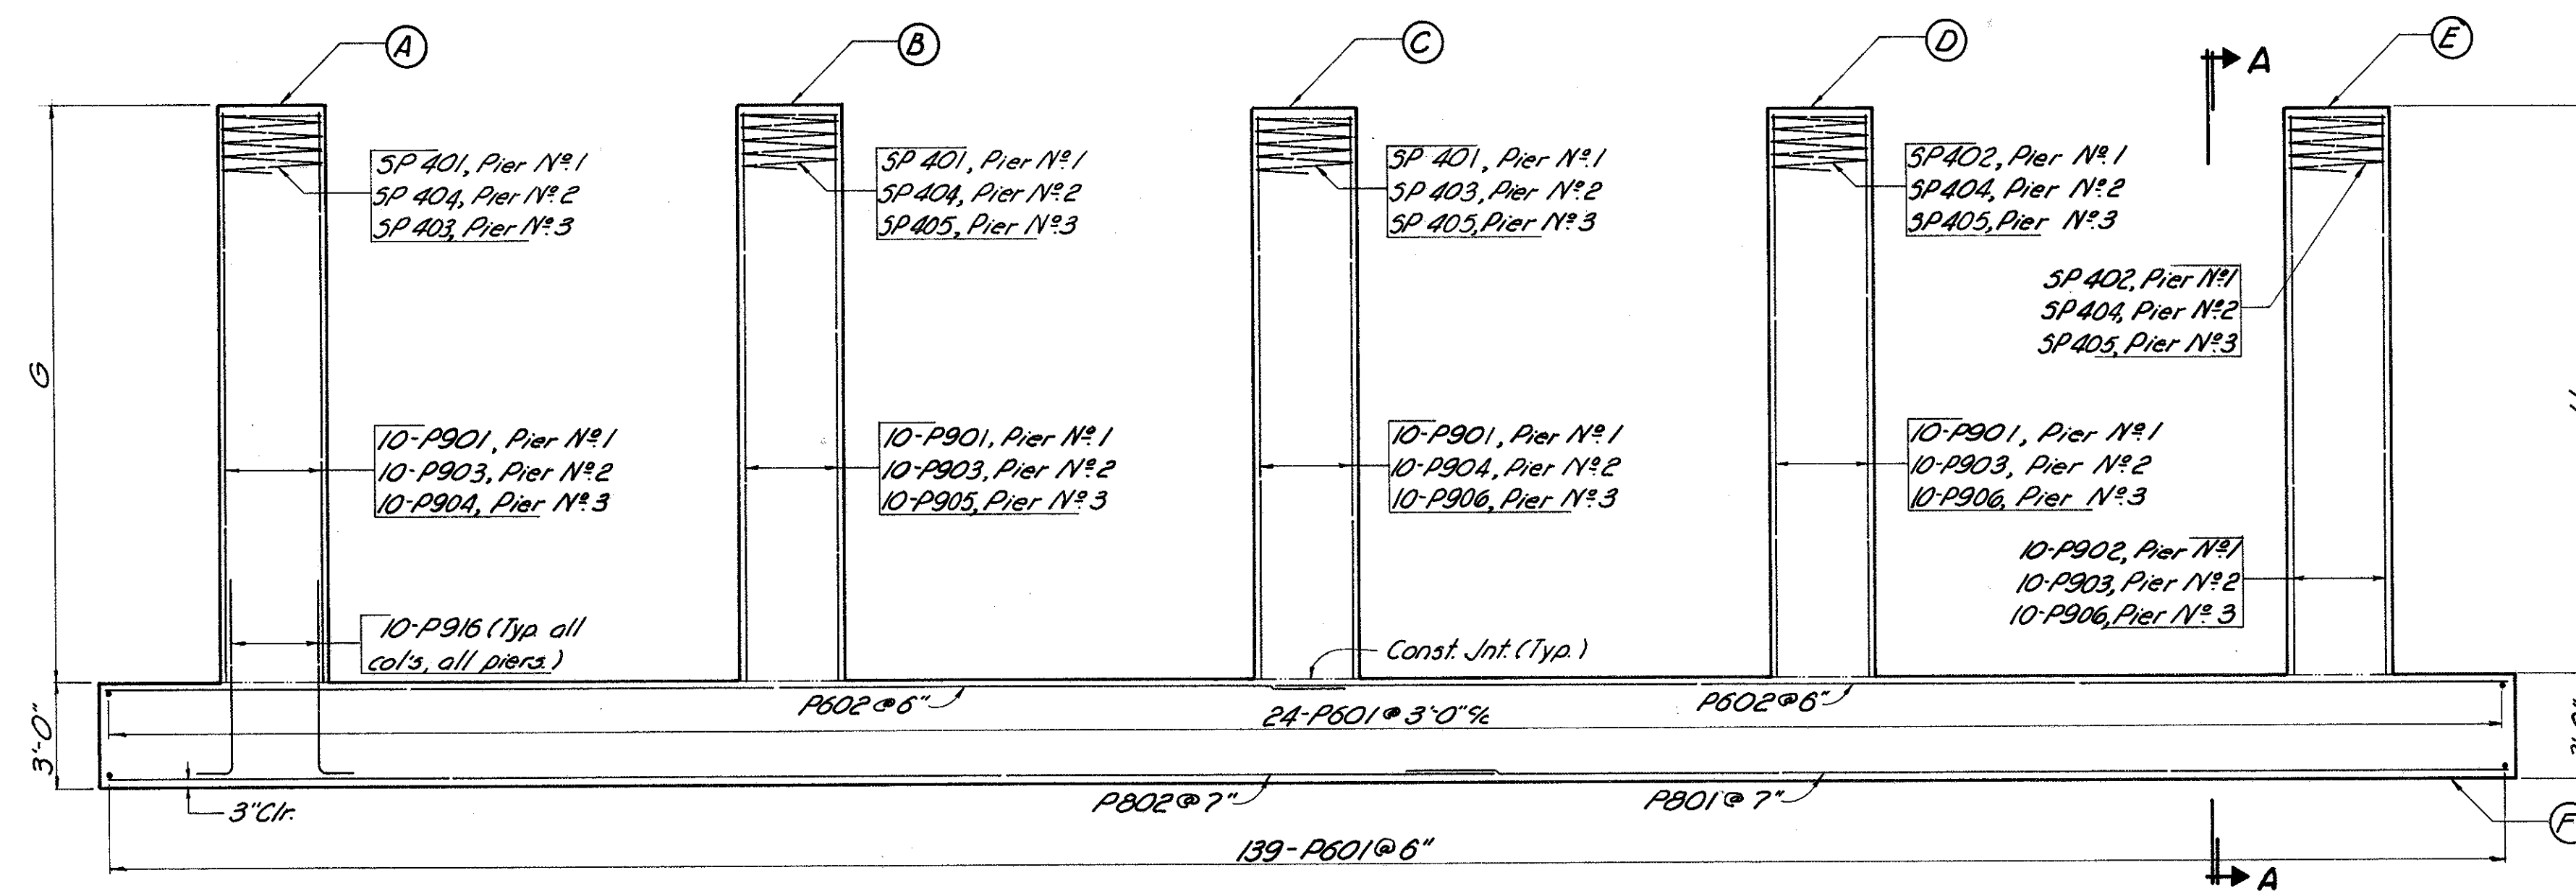 A
B
C
D
E
A
SP 401, Pier Nº 1
SP 404, Pier Nº 2
SP 403, Pier Nº 3
SP 401, Pier Nº 1
SP 404, Pier Nº 2
SP 405, Pier Nº 3
SP 401, Pier Nº 1
SP 403, Pier Nº 2
SP 405, Pier Nº 3
SP402, Pier Nº 1
SP404, Pier Nº 2
SP405, Pier Nº 3
SP 402, Pier Nº 1
SP 404, Pier Nº 2
SP 405, Pier Nº 3
G
10-P901, Pier Nº 1
10-P903, Pier Nº 2
10-P904, Pier Nº 3
10-P901, Pier Nº 1
10-P903, Pier Nº 2
10-P905, Pier Nº 3
10-P901, Pier Nº 1
10-P904, Pier Nº 2
10-P906, Pier Nº 3
10-P901, Pier Nº 1
10-P903, Pier Nº 2
10-P906, Pier Nº 3
10-P902, Pier Nº 1
10-P903, Pier Nº 2
10-P906, Pier Nº 3
10-P916 (Typ. all
col's, all piers.)
Const. Jnt. (Typ.)
P602@6"
P602@6"
24-P601@3'-0" c/c
3'-0"
3" Clr.
P802@7"
P801@7"
F
139-P601@6"
A